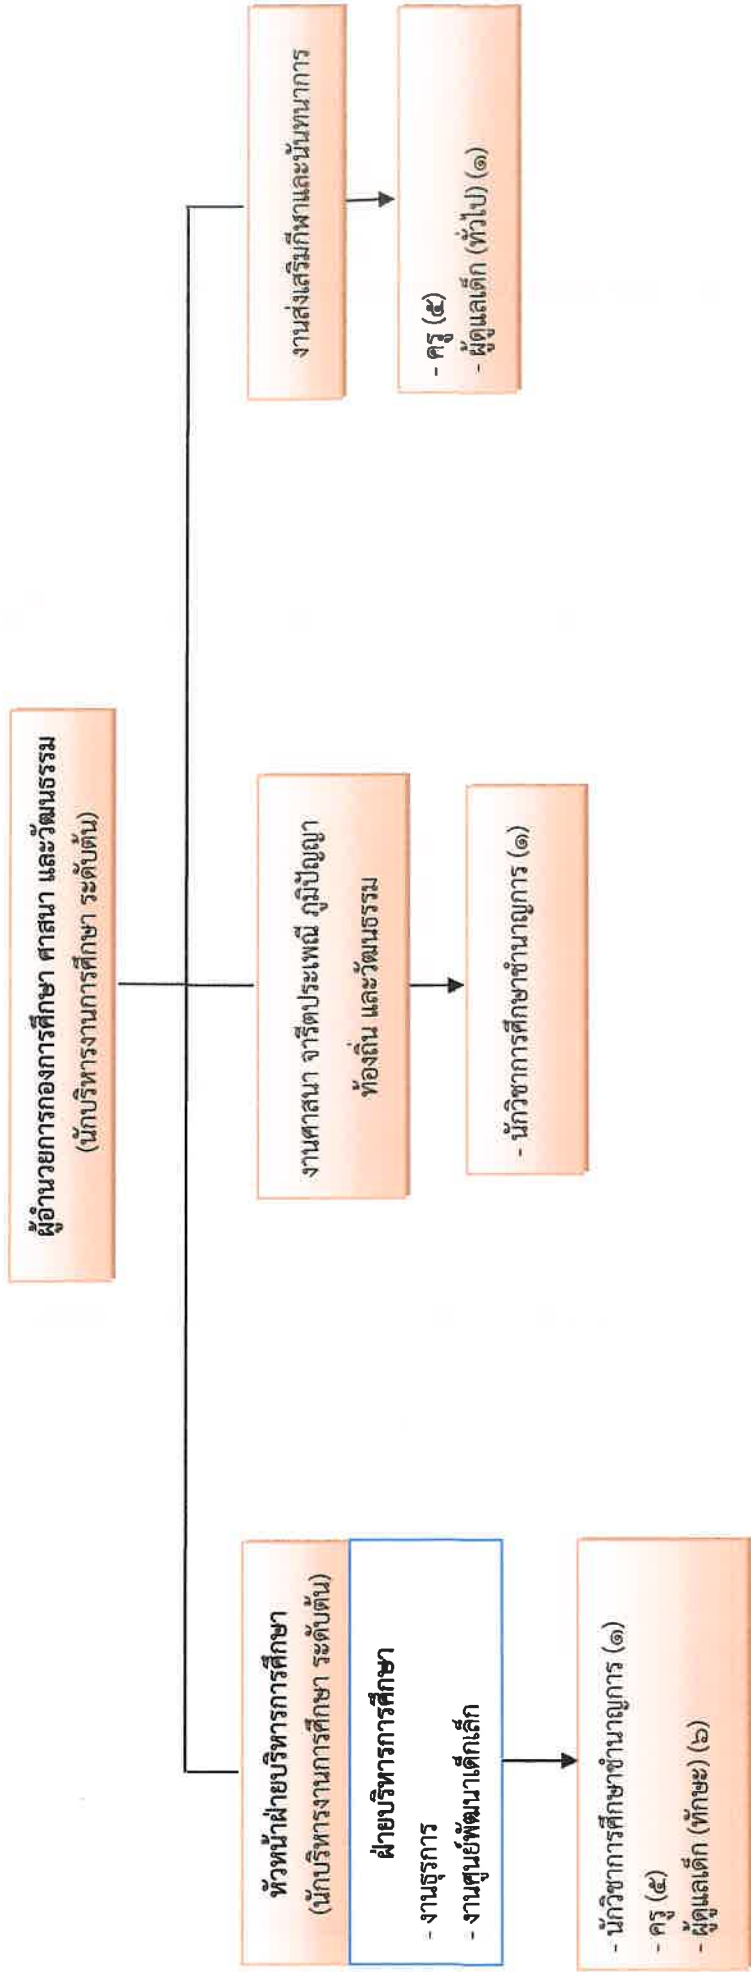 ผู้อำนวยการกองการศึกษา ศาสนา และวัฒนธรรม
(นักบริหารงานการศึกษา ระดับต้น)
หัวหน้าฝ่ายบริหารการศึกษา
(นักบริหารงานการศึกษา ระดับต้น)
ฝ่ายบริหารการศึกษา
- งานธุรการ
- งานศูนย์พัฒนาเด็กเล็ก
- นักวิชาการศึกษาชำนาญการ (๑)
- ครู (๕)
- ผู้ดูแลเด็ก (ทักษะ) (๖)
งานศาสนา จารีตประเพณี ภูมิปัญญา
ท้องถิ่น และวัฒนธรรม
- นักวิชาการศึกษาชำนาญการ (๑)
งานส่งเสริมกีฬาและนันทนาการ
- ครู (๕)
- ผู้ดูแลเด็ก (ทั่วไป) (๑)